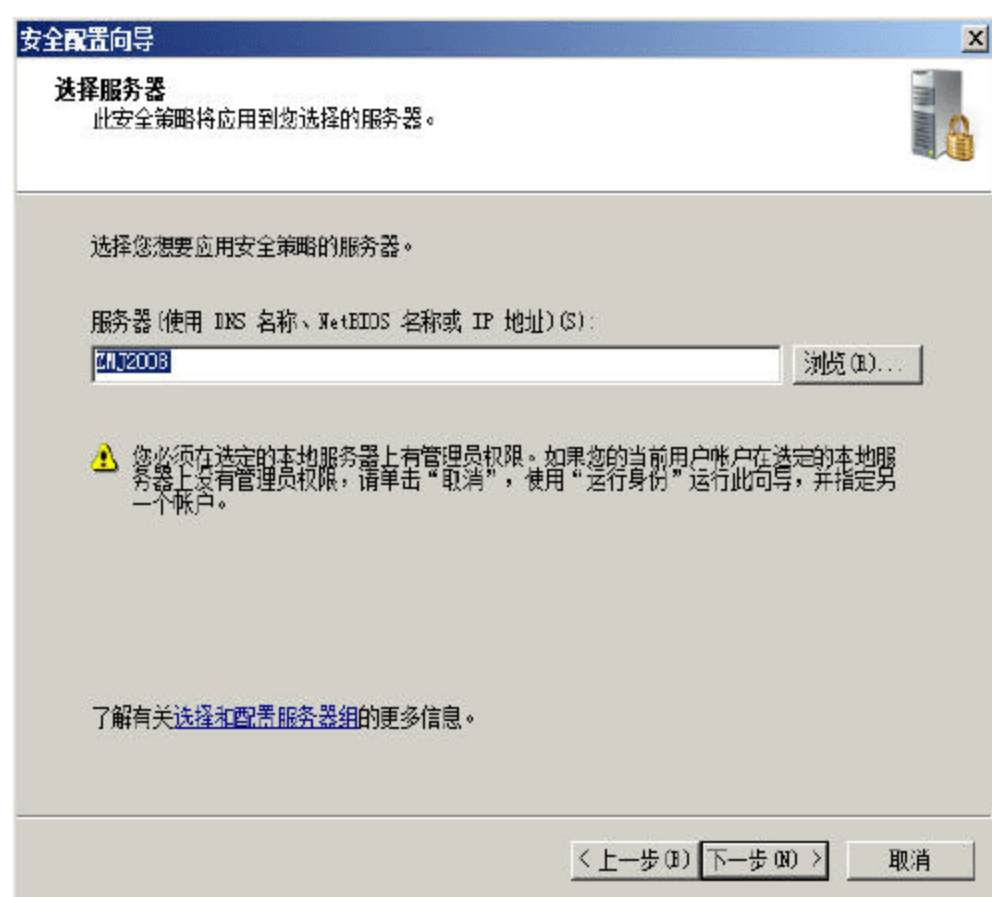 安全配置向导
选择服务器
此安全策略将应用到您选择的服务器。
选择您想要应用安全策略的服务器。
服务器(使用 DNS 名称、NetBIOS 名称或 IP 地址)(S):
ZMJ2008
浏览(R)...
您必须在选定的本地服务器上有管理员权限。如果您的当前用户帐户在选定的本地服
务器上没有管理员权限，请单击“取消”，使用“运行身份”运行此向导，并指定另
一个帐户。
了解有关选择和配置服务器组的更多信息。
< 上一步(B)
下一步(N) >
取消